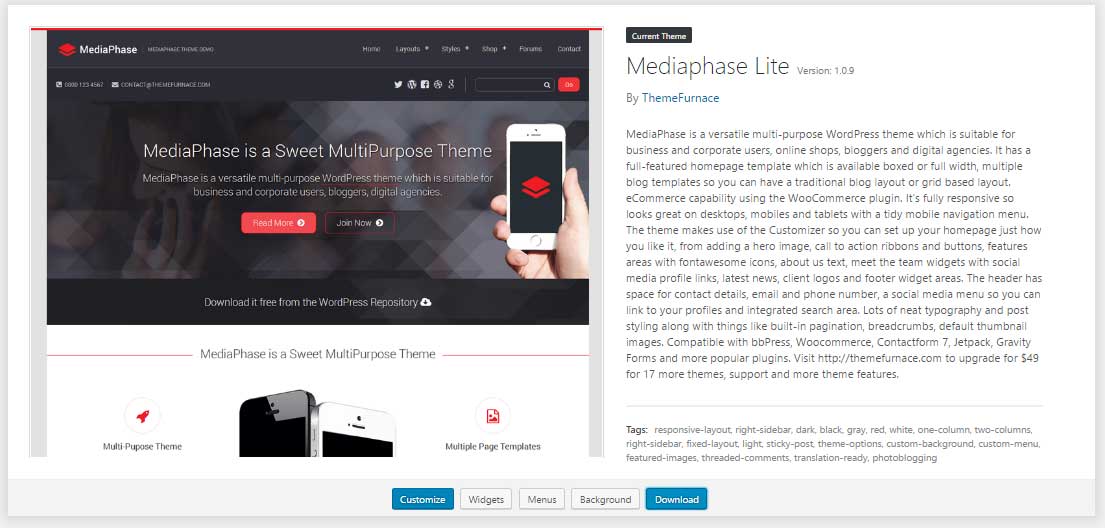 MediaPhase | MEDIAPHASE THEME DEMO
Home Layouts Styles Shop Forums Contact
0800 123 4567 CONTACT@THEMEFURNACE.COM
Go
MediaPhase is a Sweet MultiPurpose Theme
MediaPhase is a versatile multi-purpose WordPress theme which is suitable for
business and corporate users, bloggers, digital agencies.
Read More Join Now
Download it free from the WordPress Repository
MediaPhase is a Sweet MultiPurpose Theme
Multi-Pupose Theme
Multiple Page Templates
Current Theme
Mediaphase Lite Version: 1.0.9
By ThemeFurnace
MediaPhase is a versatile multi-purpose WordPress theme which is suitable for
business and corporate users, online shops, bloggers and digital agencies. It has a
full-featured homepage template which is available boxed or full width, multiple
blog templates so you can have a traditional blog layout or grid based layout.
eCommerce capability using the WooCommerce plugin. It's fully responsive so
looks great on desktops, mobiles and tablets with a tidy mobile navigation menu.
The theme makes use of the Customizer so you can set up your homepage just how
you like it, from adding a hero image, call to action ribbons and buttons, features
areas with fontawesome icons, about us text, meet the team widgets with social
media profile links, latest news, client logos and footer widget areas. The header has
space for contact details, email and phone number, a social media menu so you can
link to your profiles and integrated search area. Lots of neat typography and post
styling along with things like built-in pagination, breadcrumbs, default thumbnail
images. Compatible with bbPress, Woocommerce, Contactform 7, Jetpack, Gravity
Forms and more popular plugins. Visit http://themefurnace.com to upgrade for $49
for 17 more themes, support and more theme features.
Tags: responsive-layout, right-sidebar, dark, black, gray, red, white, one-column, two-columns,
right-sidebar, fixed-layout, light, sticky-post, theme-options, custom-background, custom-menu,
featured-images, threaded-comments, translation-ready, photoblogging
Customize Widgets Menus Background Download